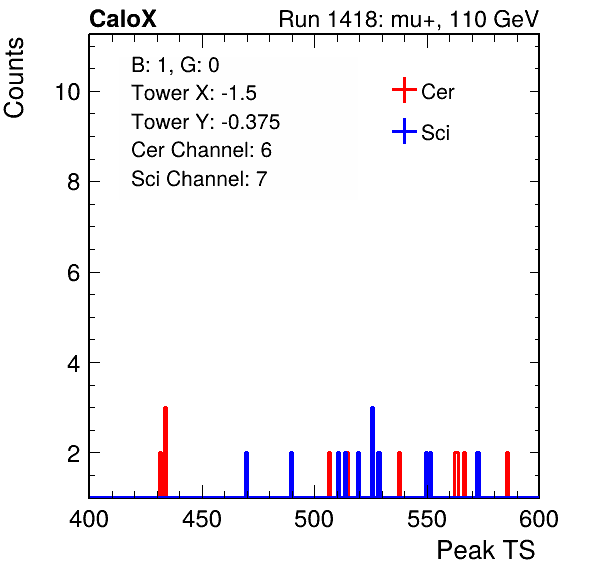 CaloX Run 1418: mu+, 110 GeV
Counts
B: 1, G: 0
Tower X: -1.5
Tower Y: -0.375
Cer Channel: 6
Sci Channel: 7
Cer
Sci
10
8
6
4
2
400 450 500 550 600
Peak TS